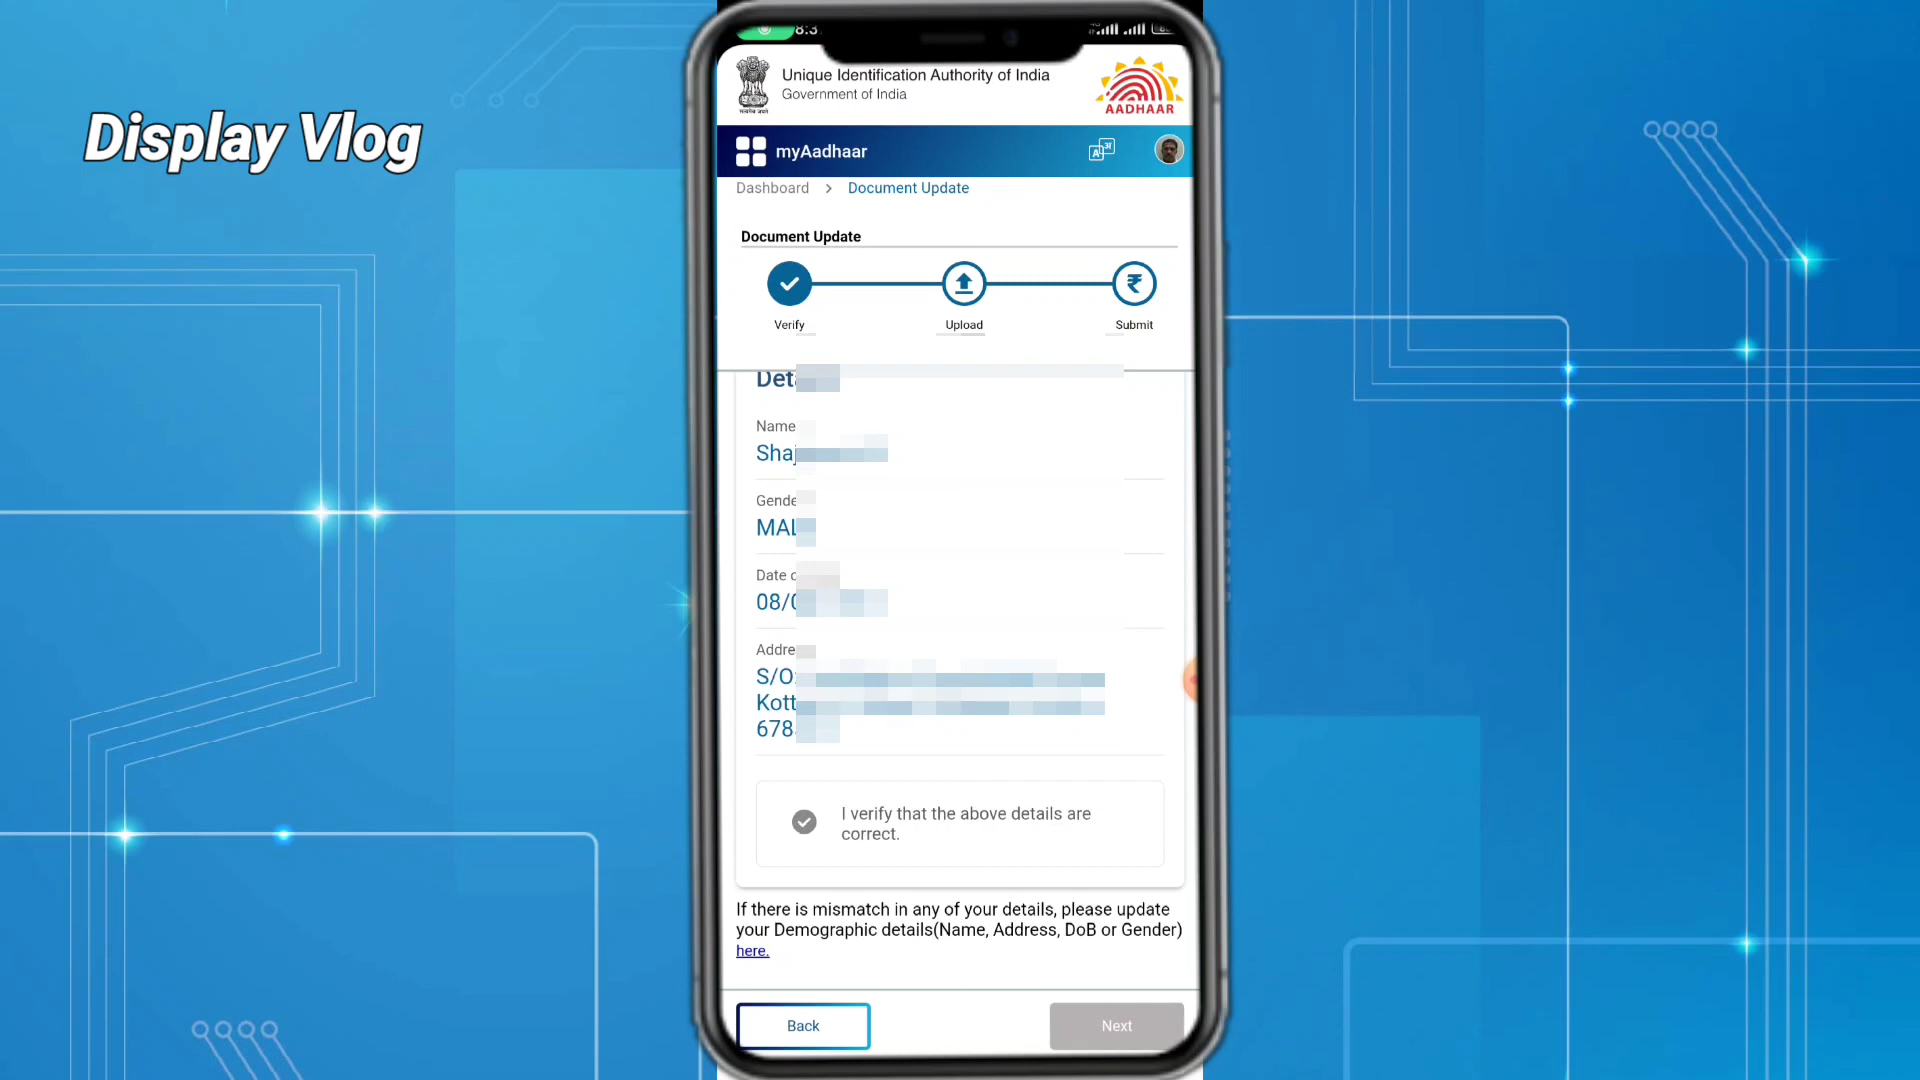 Display Vlog
Unique Identification Authority of India
Government of India
AADHAAR
myAadhaar
Dashboard > Document Update
Document Update
Verify
Upload
Submit
Name
Shaj
Gende
MAL
Date o
08/0
Addre
S/O:
Kott
678
I verify that the above details are
correct.
If there is mismatch in any of your details, please update
your Demographic details(Name, Address, DoB or Gender)
here.
Back
Next